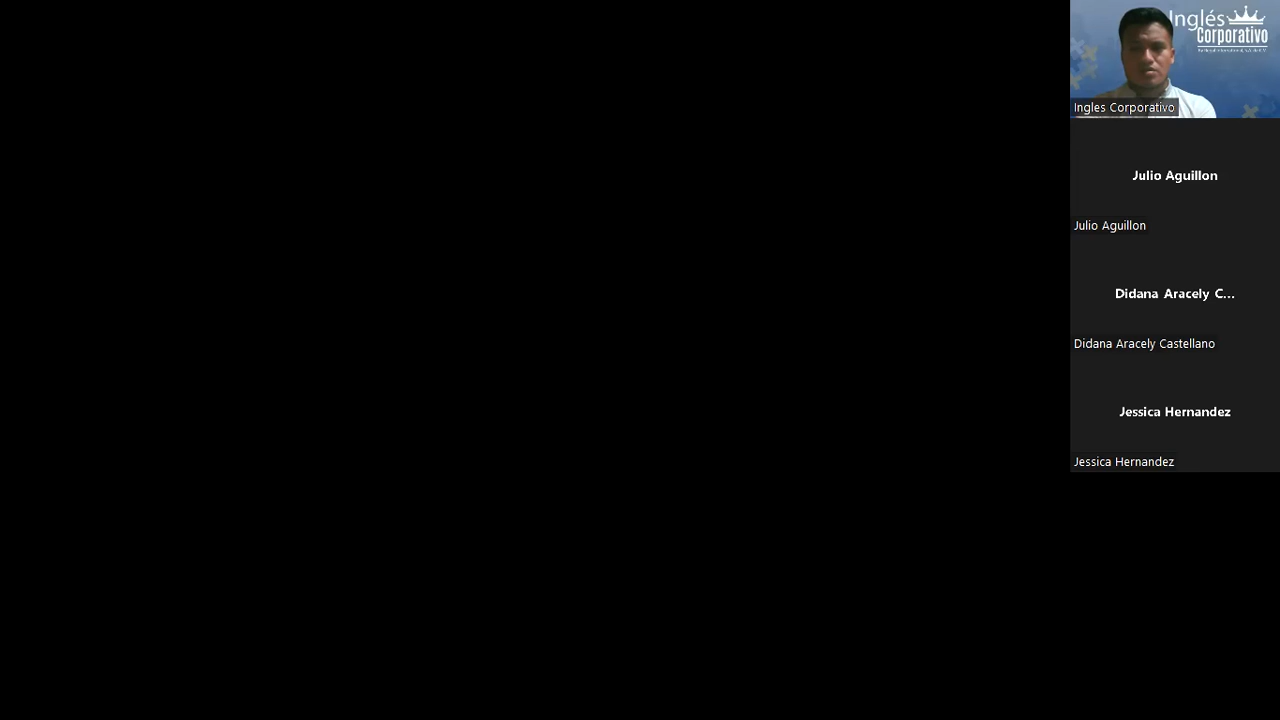 Inglés
Corporativo
Ingles Corporativo
Julio Aguillon
Julio Aguillon
Didana Aracely C...
Didana Aracely Castellano
Jessica Hernandez
Jessica Hernandez